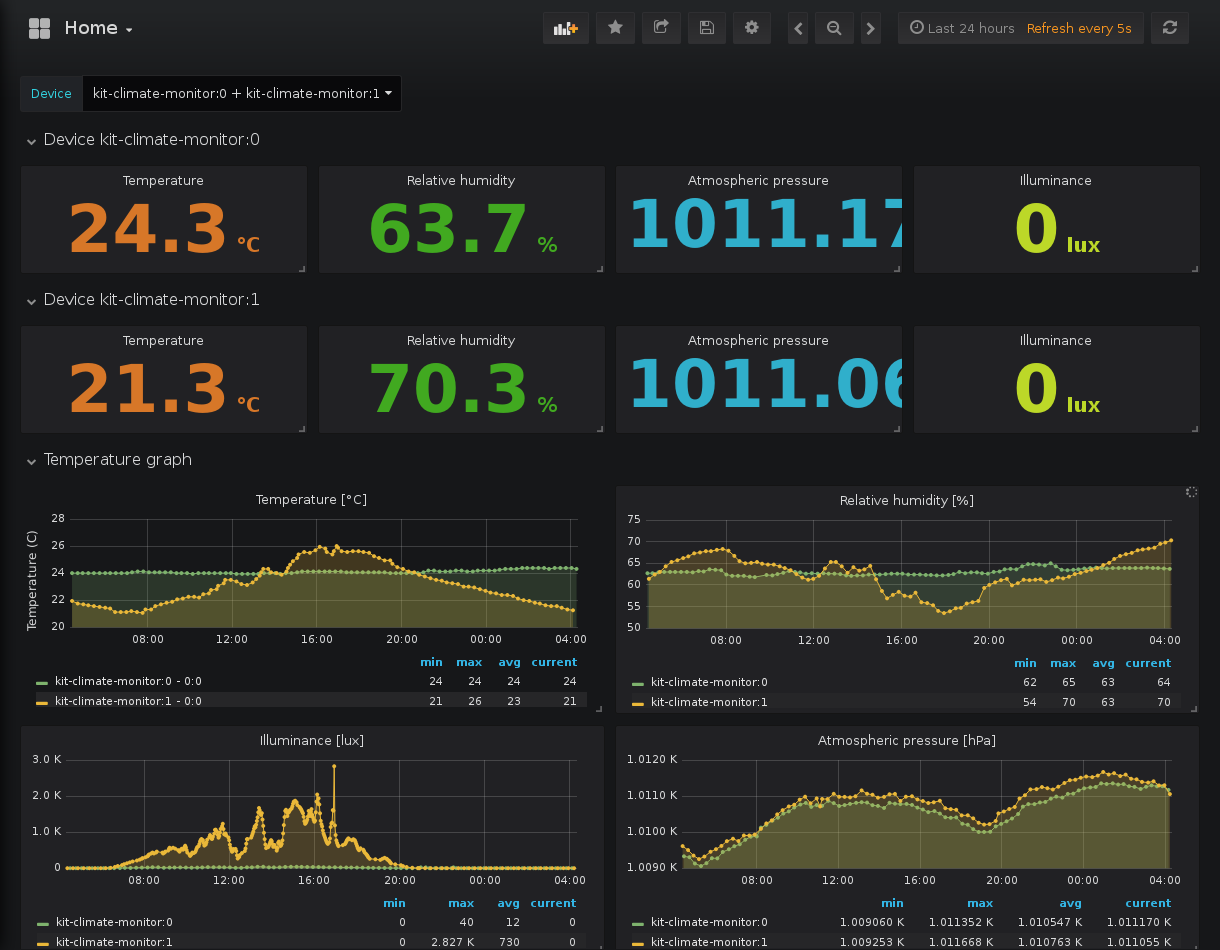 Home
Last 24 hours Refresh every 5s
Device kit-climate-monitor:0 + kit-climate-monitor:1
Device kit-climate-monitor:0
Temperature Relative humidity Atmospheric pressure Illuminance
24.3 °C 63.7 % 1011.17 0 lux
Device kit-climate-monitor:1
Temperature Relative humidity Atmospheric pressure Illuminance
21.3 °C 70.3 % 1011.06 0 lux
Temperature graph
Temperature [°C]
Temperature (C)
28
26
24
22
20
08:00 12:00 16:00 20:00 00:00 04:00
min max avg current
kit-climate-monitor:0 - 0:0 24 24 24 24
kit-climate-monitor:1 - 0:0 21 26 23 21
Relative humidity [%]
75
70
65
60
55
50
08:00 12:00 16:00 20:00 00:00 04:00
min max avg current
kit-climate-monitor:0 62 65 63 64
kit-climate-monitor:1 54 70 63 70
Illuminance [lux]
3.0 K
2.0 K
1.0 K
0
08:00 12:00 16:00 20:00 00:00 04:00
min max avg current
kit-climate-monitor:0 0 40 12 0
kit-climate-monitor:1 0 2.827 K 730 0
Atmospheric pressure [hPa]
1.0120 K
1.0110 K
1.0100 K
1.0090 K
08:00 12:00 16:00 20:00 00:00 04:00
min max avg current
kit-climate-monitor:0 1.009060 K 1.011352 K 1.010547 K 1.011170 K
kit-climate-monitor:1 1.009253 K 1.011668 K 1.010763 K 1.011055 K